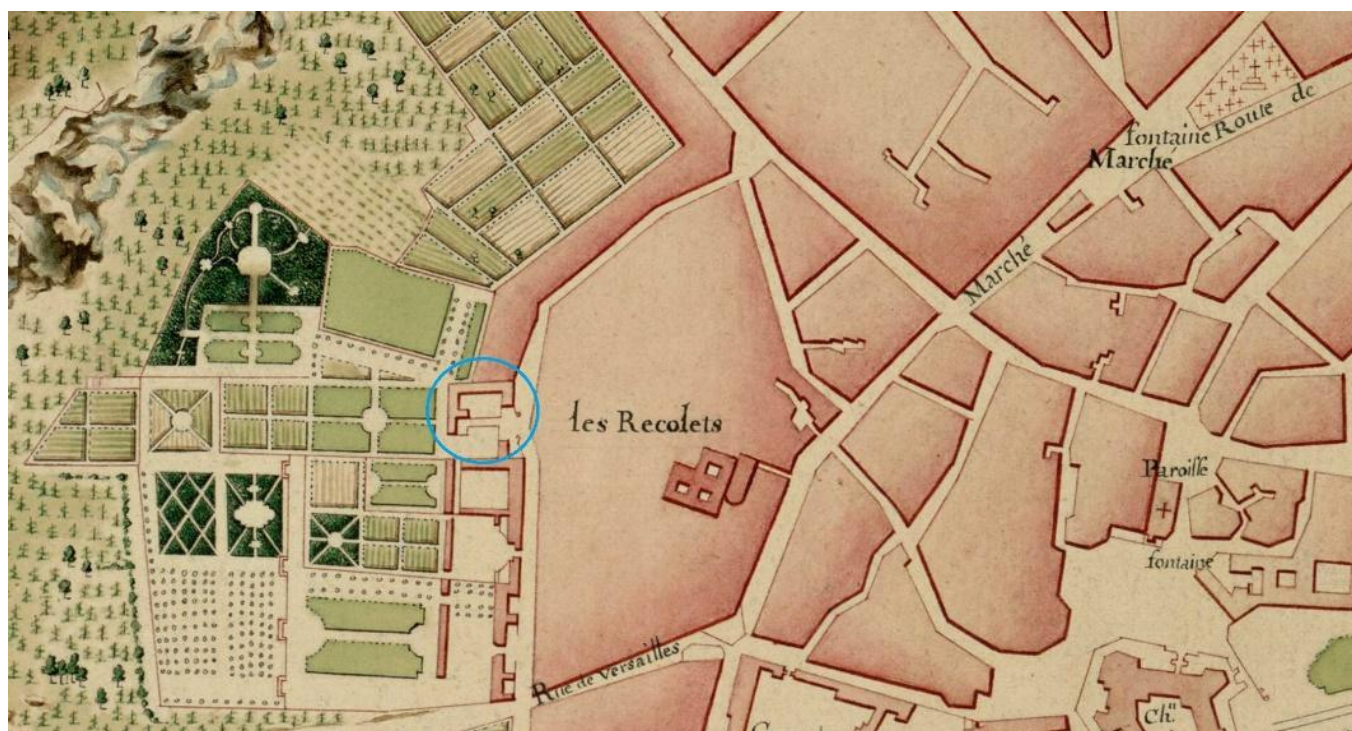 fontaine Route de
Marché
Marché
les Recolets
Paroisse
fontaine
Rue de Versailles
Ch.ᵘ